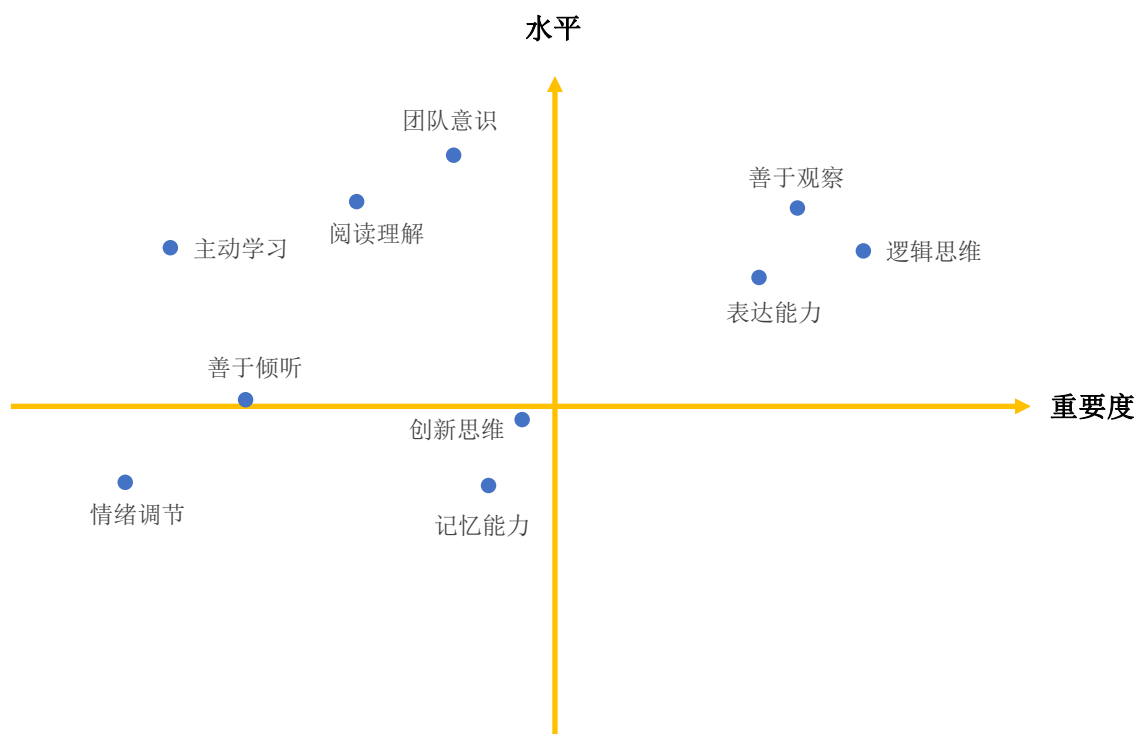 水平
团队意识
善于观察
阅读理解
主动学习
逻辑思维
表达能力
善于倾听
重要度
创新思维
情绪调节
记忆能力